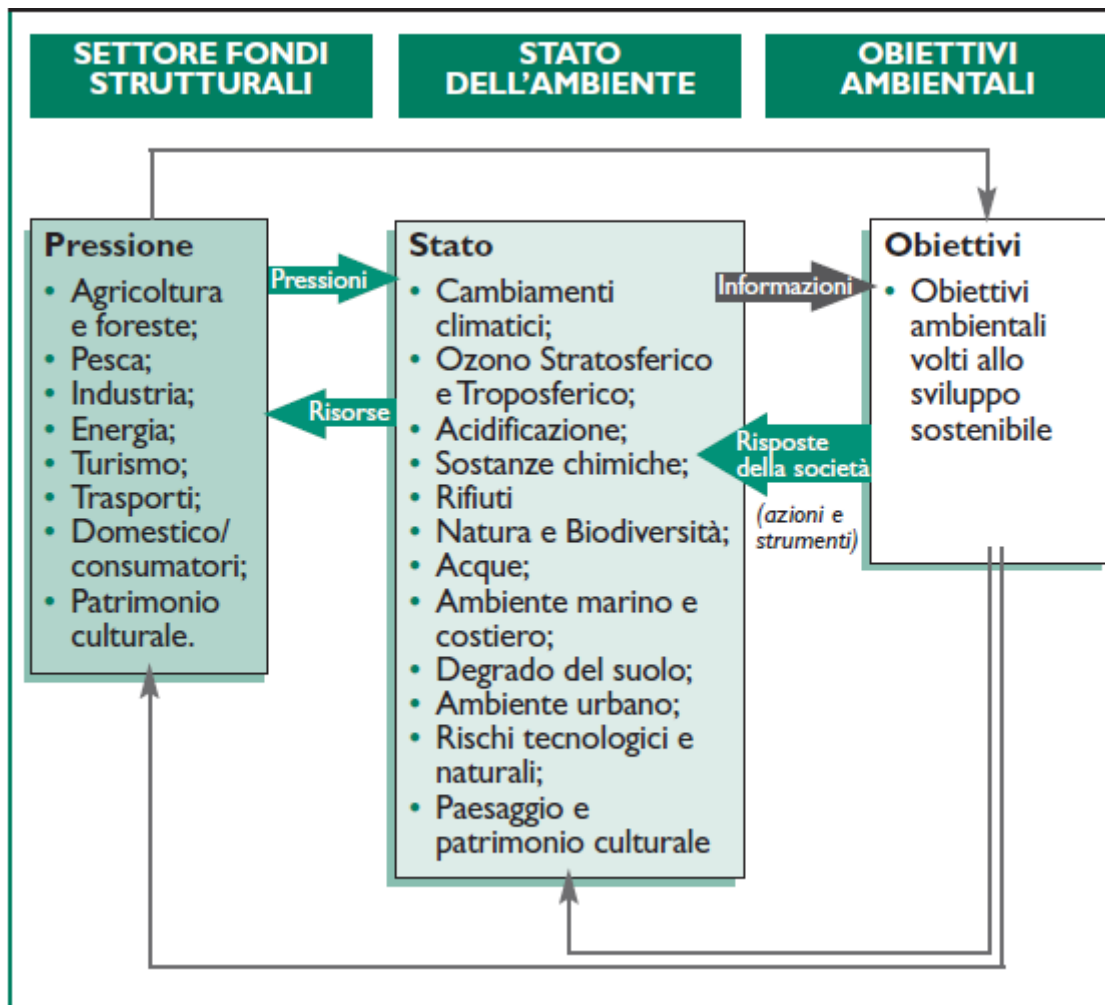 SETTORE FONDI
STRUTTURALI
STATO
DELL'AMBIENTE
OBIETTIVI
AMBIENTALI
Pressione
• Agricoltura
e foreste;
• Pesca;
• Industria;
• Energia;
• Turismo;
• Trasporti;
• Domestico/
consumatori;
• Patrimonio
culturale.
Pressioni
Risorse
Stato
• Cambiamenti
climatici;
• Ozono Stratosferico
e Troposferico;
• Acidificazione;
• Sostanze chimiche;
• Rifiuti
• Natura e Biodiversità;
• Acque;
• Ambiente marino e
costiero;
• Degrado del suolo;
• Ambiente urbano;
• Rischi tecnologici e
naturali;
• Paesaggio e
patrimonio culturale
Informazioni
Risposte
della società
(azioni e
strumenti)
Obiettivi
• Obiettivi
ambientali
volti allo
sviluppo
sostenibile